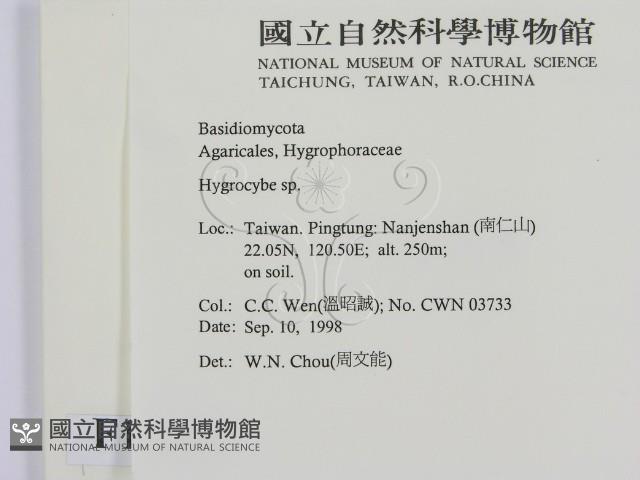 國立自然科學博物館
NATIONAL MUSEUM OF NATURAL SCIENCE
TAICHUNG, TAIWAN, R.O.CHINA
Basidiomycota
Agaricales, Hygrophoraceae
Hygrocybe sp.
Loc.: Taiwan. Pingtung: Nanjenshan (南仁山)
22.05N, 120.50E; alt. 250m;
on soil.
Col.: C.C. Wen(溫昭誠); No. CWN 03733
Date: Sep. 10, 1998
Det.: W.N. Chou(周文能)
F
國立自然科學博物館
NATIONAL MUSEUM OF NATURAL SCIENCE